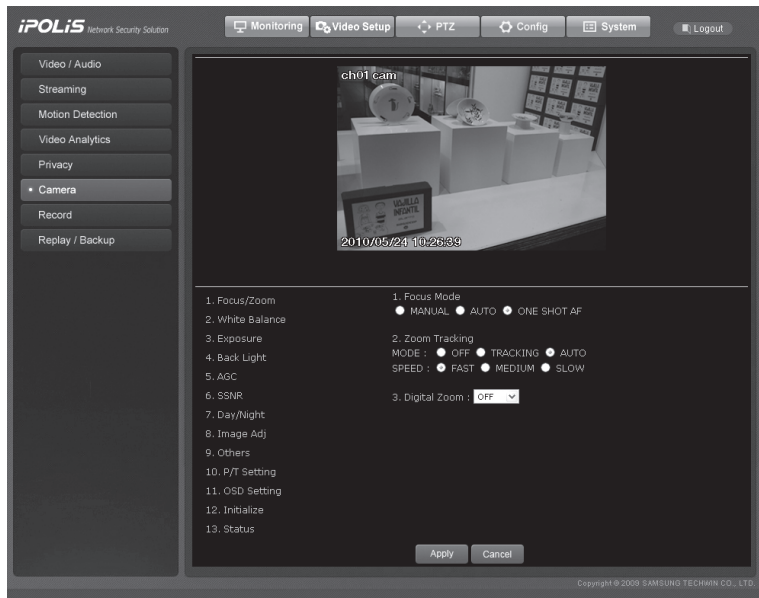 iPOLiS Network Security Solution
Monitoring
Video Setup
PTZ
Config
System
Logout
Video / Audio
Streaming
Motion Detection
Video Analytics
Privacy
• Camera
Record
Replay / Backup
ch01 cam
VAJILLA
INFANTIL
2010/05/24 10:26:39
1. Focus/Zoom
2. White Balance
3. Exposure
4. Back Light
5. AGC
6. SSNR
7. Day/Night
8. Image Adj
9. Others
10. P/T Setting
11. OSD Setting
12. Initialize
13. Status
1. Focus Mode
MANUAL AUTO ONE SHOT AF
2. Zoom Tracking
MODE : OFF TRACKING AUTO
SPEED : FAST MEDIUM SLOW
3. Digital Zoom : OFF
Apply
Cancel
Copyright © 2009 SAMSUNG TECHWIN CO., LTD.